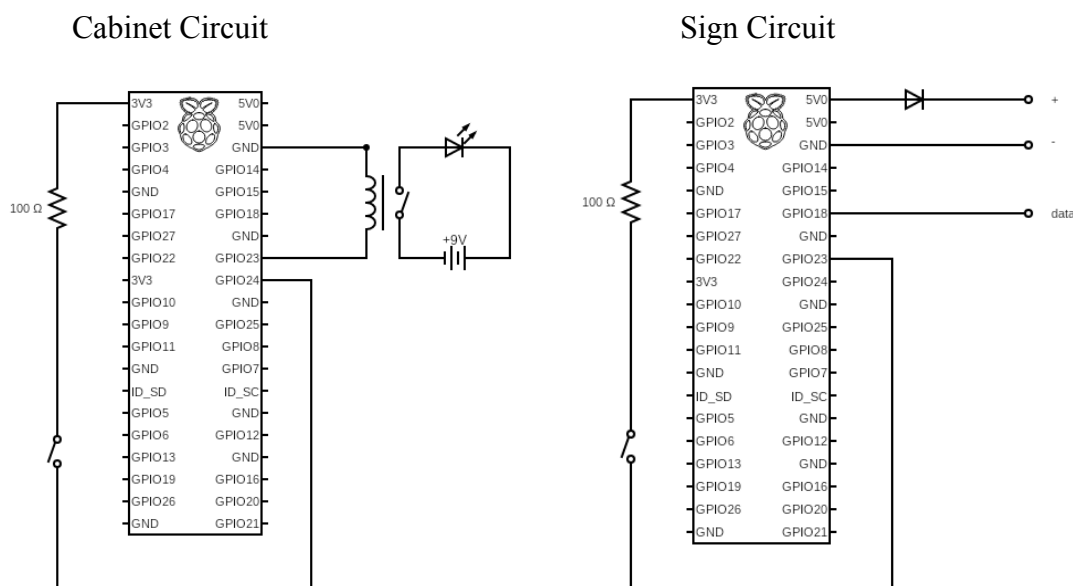 Cabinet Circuit
Sign Circuit
3V3 5V0
GPIO2 5V0
GPIO3 GND
GPIO4 GPIO14
GND GPIO15
GPIO17 GPIO18
GPIO27 GND
GPIO22 GPIO23
3V3 GPIO24
GPIO10 GND
GPIO9 GPIO25
GPIO11 GPIO8
GND GPIO7
ID_SD ID_SC
GPIO5 GND
GPIO6 GPIO12
GPIO13 GND
GPIO19 GPIO16
GPIO26 GPIO20
GND GPIO21
100 Ω
+9V
3V3 5V0
GPIO2 5V0
GPIO3 GND
GPIO4 GPIO14
GND GPIO15
GPIO17 GPIO18
GPIO27 GND
GPIO22 GPIO23
3V3 GPIO24
GPIO10 GND
GPIO9 GPIO25
GPIO11 GPIO8
GND GPIO7
ID_SD ID_SC
GPIO5 GND
GPIO6 GPIO12
GPIO13 GND
GPIO19 GPIO16
GPIO26 GPIO20
GND GPIO21
100 Ω
+
-
data